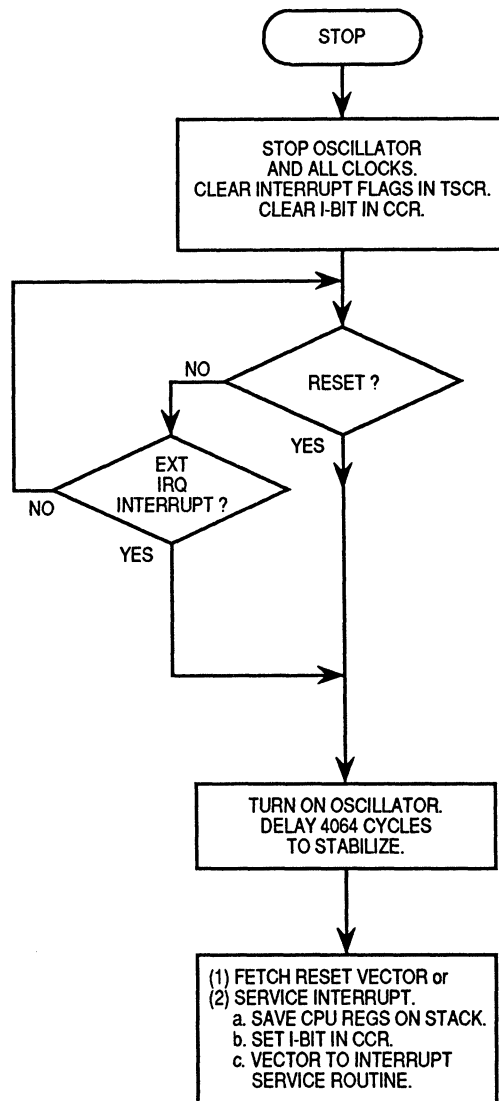 STOP
STOP OSCILLATOR
AND ALL CLOCKS.
CLEAR INTERRUPT FLAGS IN TSCR.
CLEAR I-BIT IN CCR.
RESET ?
NO
YES
EXT
IRQ
INTERRUPT ?
NO
YES
TURN ON OSCILLATOR.
DELAY 4064 CYCLES
TO STABILIZE.
(1) FETCH RESET VECTOR or
(2) SERVICE INTERRUPT.
a. SAVE CPU REGS ON STACK.
b. SET I-BIT IN CCR.
c. VECTOR TO INTERRUPT
SERVICE ROUTINE.